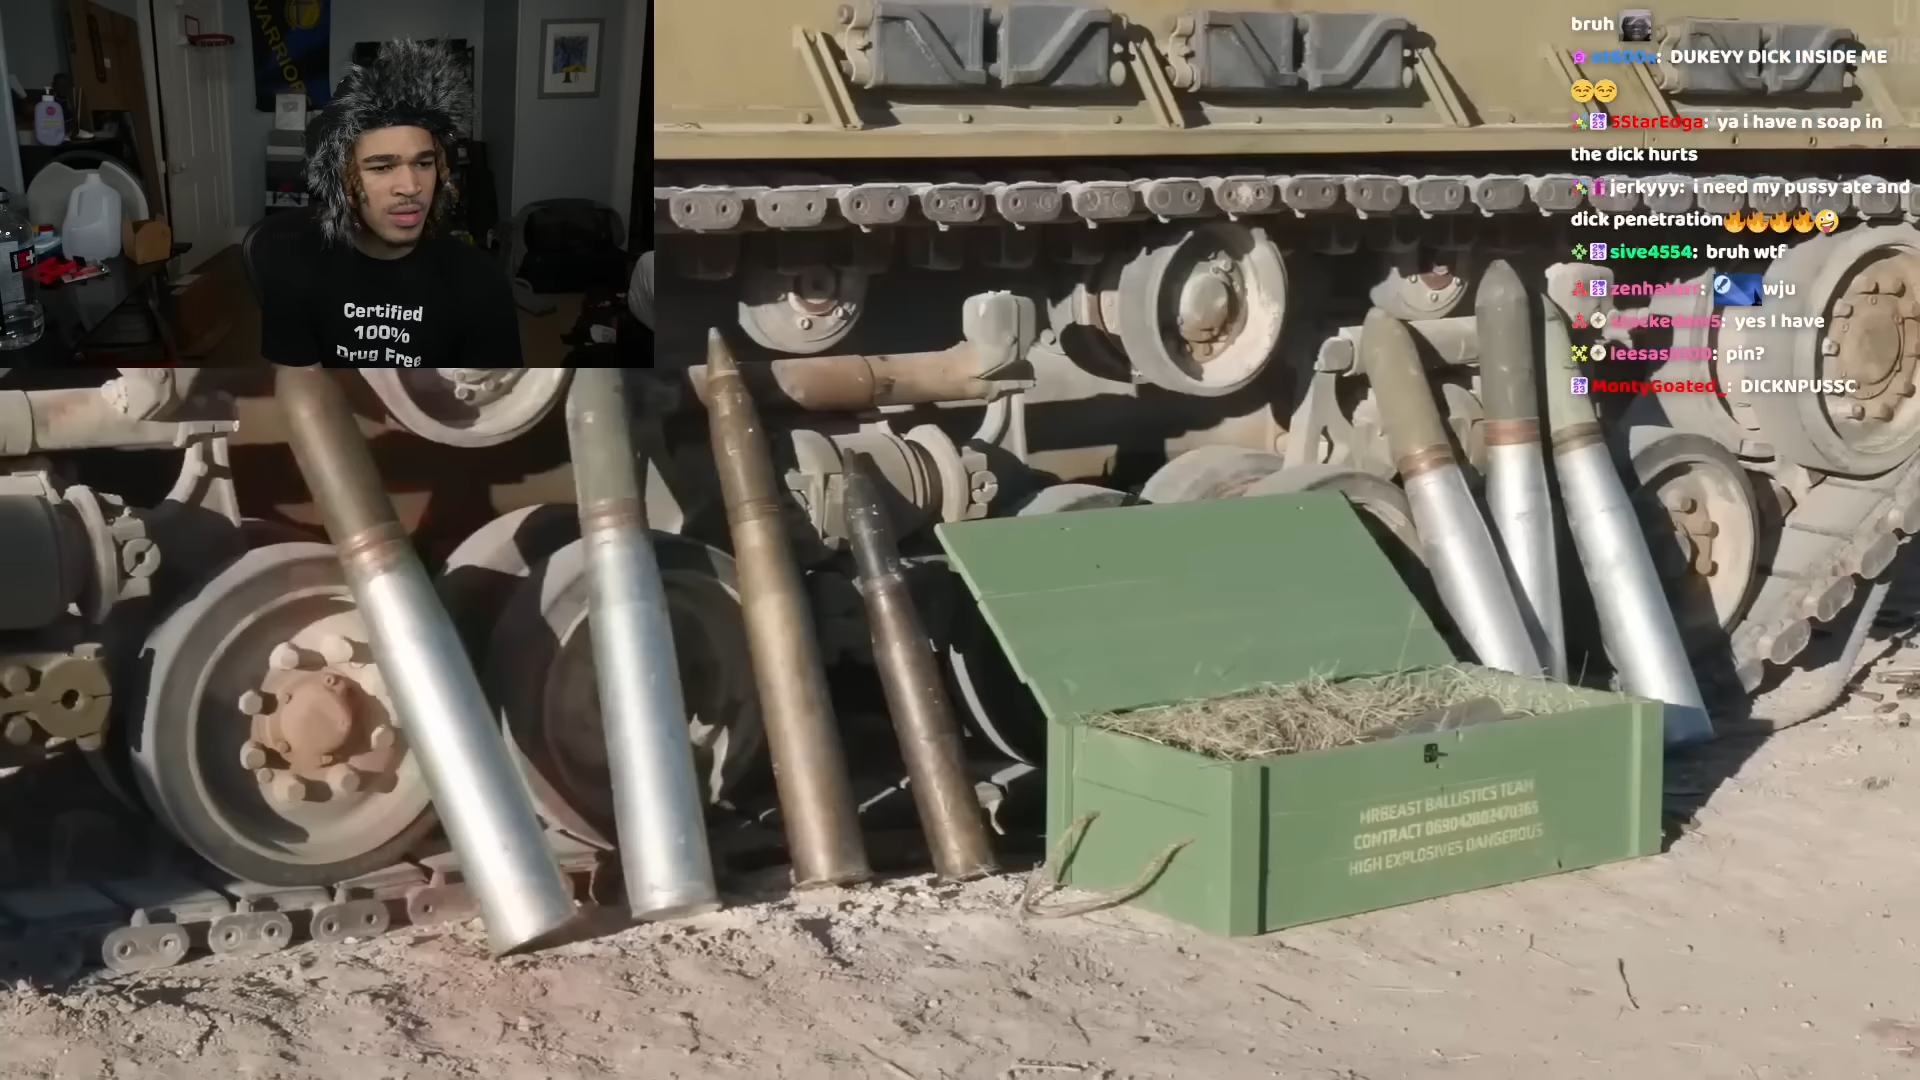 WARRIOR
Certified
100%
Drug Free
bruh
DUKEYY DICK INSIDE ME
😏😏
5StarEdga: ya i have n soap in
the dick hurts
jerkyyy: i need my pussy ate and
dick penetration🔥🔥🔥🔥🤪
sive4554: bruh wtf
wju
yes I have
pin?
MontyGoated_: DICKNPUSSC
MRBEAST BALLISTICS TEAM
CONTRACT
HIGH EXPLOSIVES DANGEROUS